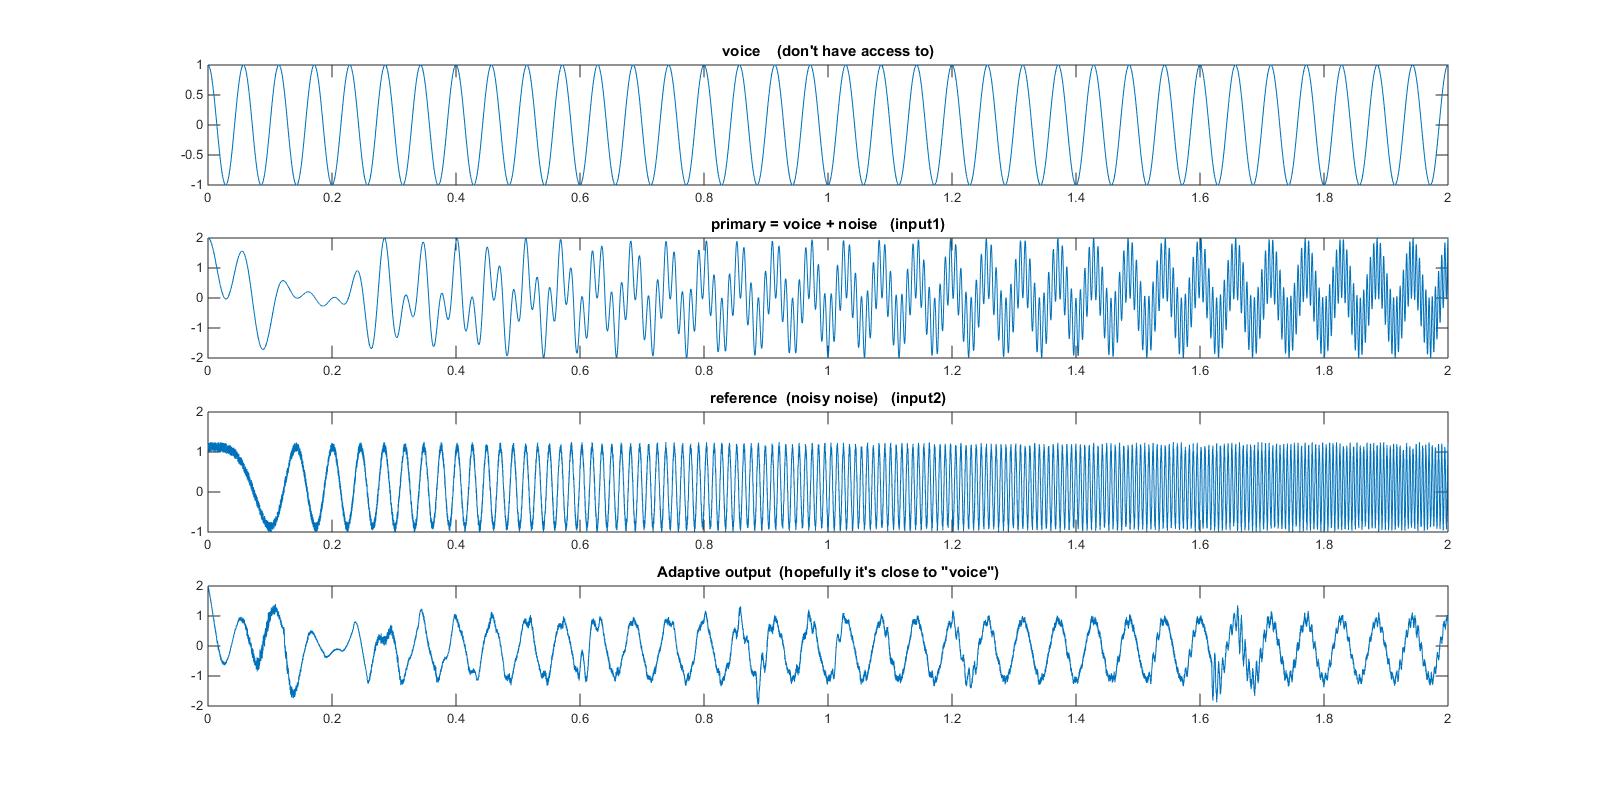 voice    (don't have access to)
1
0.5
0
-0.5
-1
0 0.2 0.4 0.6 0.8 1 1.2 1.4 1.6 1.8 2
primary = voice + noise   (input1)
2
1
0
-1
-2
0 0.2 0.4 0.6 0.8 1 1.2 1.4 1.6 1.8 2
reference  (noisy noise)   (input2)
2
1
0
-1
0 0.2 0.4 0.6 0.8 1 1.2 1.4 1.6 1.8 2
Adaptive output  (hopefully it's close to "voice")
2
1
0
-1
-2
0 0.2 0.4 0.6 0.8 1 1.2 1.4 1.6 1.8 2